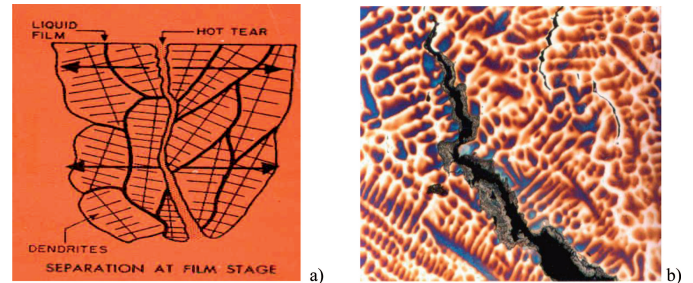 LIQUID
FILM
HOT TEAR
DENDRITES
SEPARATION AT FILM STAGE
a)
b)